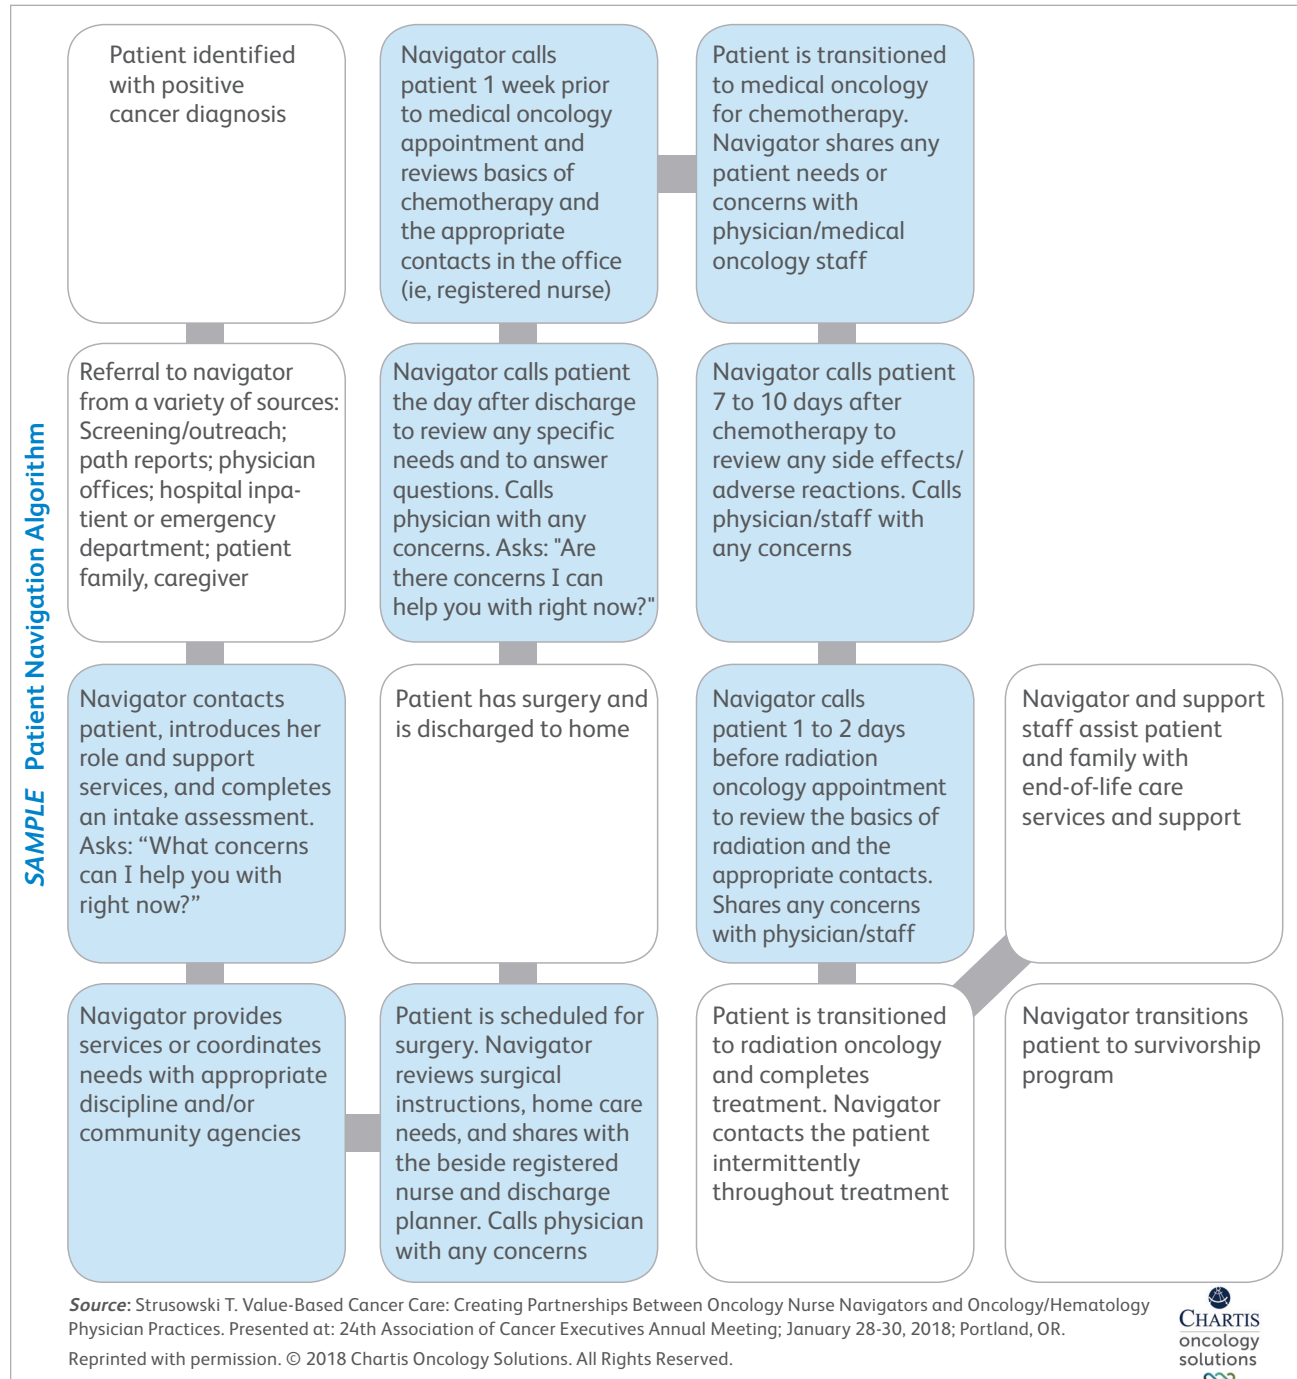 SAMPLE Patient Navigation Algorithm
Patient identified
with positive
cancer diagnosis
Referral to navigator
from a variety of sources:
Screening/outreach;
path reports; physician
offices; hospital inpa-
tient or emergency
department; patient
family, caregiver
Navigator contacts
patient, introduces her
role and support
services, and completes
an intake assessment.
Asks: “What concerns
can I help you with
right now?”
Navigator provides
services or coordinates
needs with appropriate
discipline and/or
community agencies
Patient is scheduled for
surgery. Navigator
reviews surgical
instructions, home care
needs, and shares with
the beside registered
nurse and discharge
planner. Calls physician
with any concerns
Patient has surgery and
is discharged to home
Navigator calls patient
the day after discharge
to review any specific
needs and to answer
questions. Calls
physician with any
concerns. Asks: "Are
there concerns I can
help you with right now?"
Navigator calls
patient 1 week prior
to medical oncology
appointment and
reviews basics of
chemotherapy and
the appropriate
contacts in the office
(ie, registered nurse)
Patient is transitioned
to medical oncology
for chemotherapy.
Navigator shares any
patient needs or
concerns with
physician/medical
oncology staff
Navigator calls patient
7 to 10 days after
chemotherapy to
review any side effects/
adverse reactions. Calls
physician/staff with
any concerns
Navigator calls
patient 1 to 2 days
before radiation
oncology appointment
to review the basics of
radiation and the
appropriate contacts.
Shares any concerns
with physician/staff
Patient is transitioned
to radiation oncology
and completes
treatment. Navigator
contacts the patient
intermittently
throughout treatment
Navigator and support
staff assist patient
and family with
end-of-life care
services and support
Navigator transitions
patient to survivorship
program
Source: Strusowski T. Value-Based Cancer Care: Creating Partnerships Between Oncology Nurse Navigators and Oncology/Hematology
Physician Practices. Presented at: 24th Association of Cancer Executives Annual Meeting; January 28-30, 2018; Portland, OR.
Reprinted with permission. © 2018 Chartis Oncology Solutions. All Rights Reserved.
CHARTIS
oncology
solutions